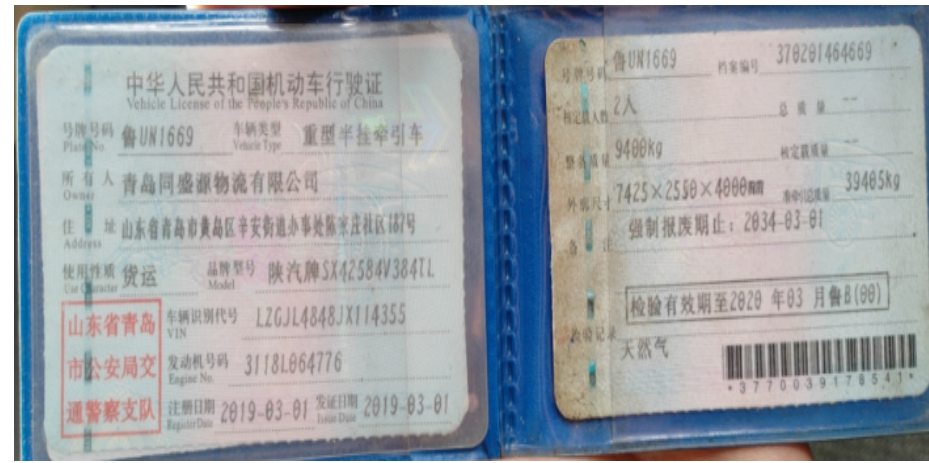 中华人民共和国机动车行驶证
Vehicle License of the People's Republic of China
号牌号码 鲁UN1669 车辆类型 重型半挂牵引车
Plate No. Vehicle Type
所有人 青岛同盛源物流有限公司
Owner
住址 山东省青岛市黄岛区辛安街道办事处陈家庄社区187号
Address
使用性质 货运 品牌型号 陕汽牌SX42584V384TL
Use Character Model
山东省青岛
市公安局交
通警察支队
车辆识别代号 LZGJL4848JX114355
VIN
发动机号码 3118L064776
Engine No.
注册日期 2019-03-01 发证日期 2019-03-01
Register Date Issue Date
号牌号码 鲁UN1669 档案编号 370201464669
核定载人数 2人 总质量 --
整备质量 9400kg 核定载质量 --
外廓尺寸 7425×2550×4000mm 准牵引总质量 39405kg
备注 强制报废期止：2034-03-01
检验有效期至2020 年03 月鲁B(00)
检验记录
天然气
*3770039178541*